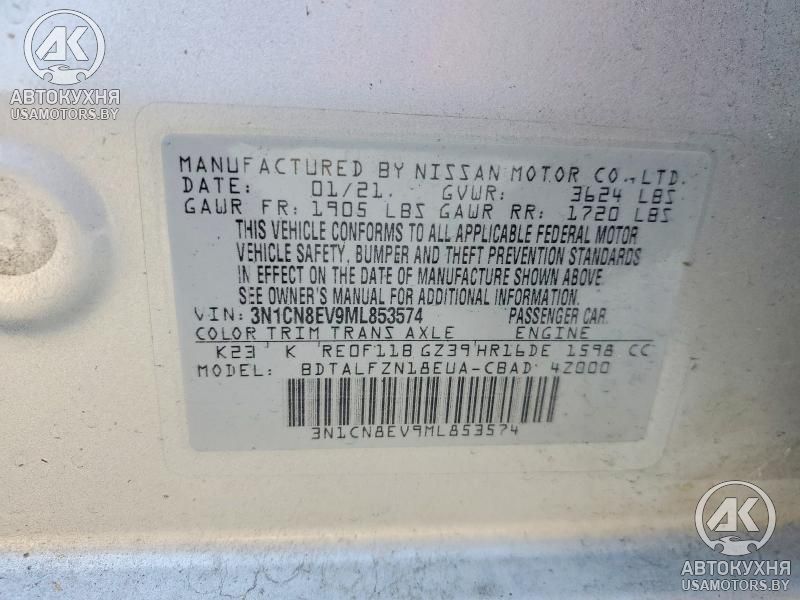 AK
АВТОКУХНЯ
USAMOTORS.BY
MANUFACTURED BY NISSAN MOTOR CO., LTD.
DATE: 01/21. GVWR: 3624 LBS
GAWR FR: 1905 LBS GAWR RR: 1720 LBS
THIS VEHICLE CONFORMS TO ALL APPLICABLE FEDERAL MOTOR
VEHICLE SAFETY, BUMPER AND THEFT PREVENTION STANDARDS
IN EFFECT ON THE DATE OF MANUFACTURE SHOWN ABOVE.
SEE OWNER'S MANUAL FOR ADDITIONAL INFORMATION.
VIN: 3N1CN8EV9ML853574 PASSENGER CAR
COLOR TRIM TRANS AXLE ENGINE
K23 K RE0F11B GZ39 HR16DE 1598 CC
MODEL: BDTALFZN18EUA-CBAD 4Z000
3N1CN8EV9ML853574
AK
АВТОКУХНЯ
USAMOTORS.BY